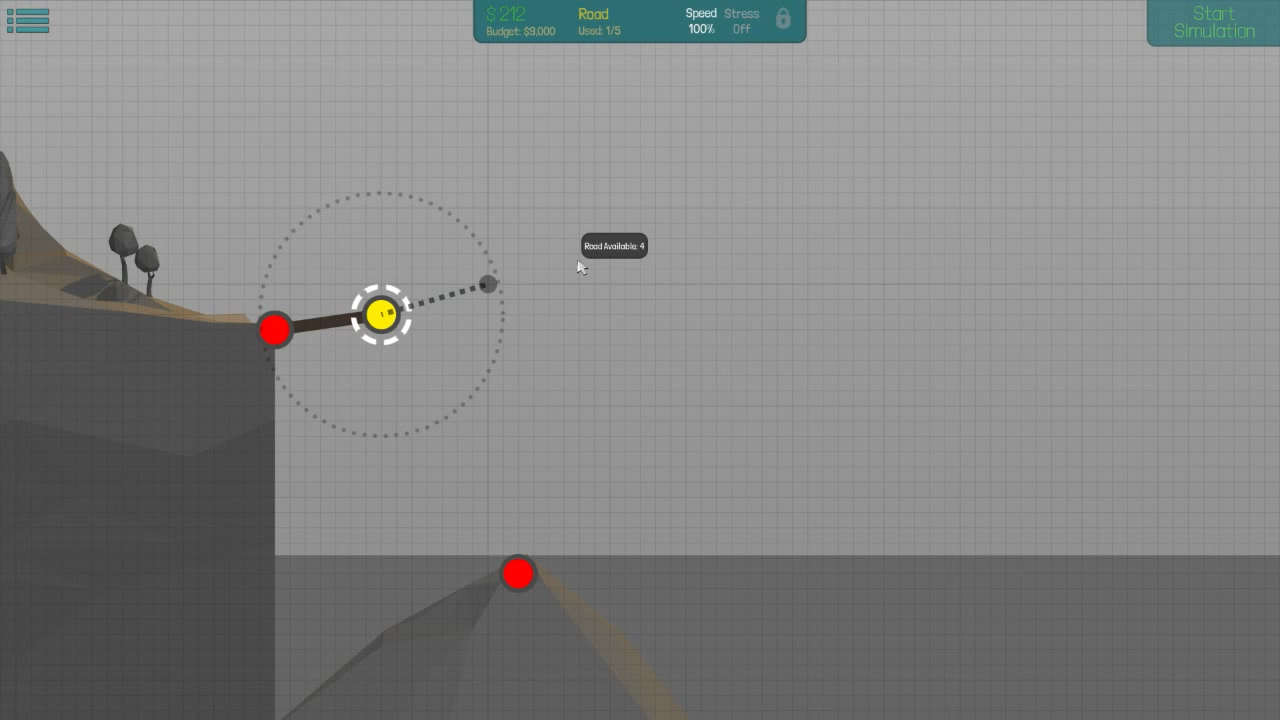 $ 212
Budget: $9,000
Road
Used: 1/5
Speed
100%
Stress
Off
Start
Simulation
Road Available: 4